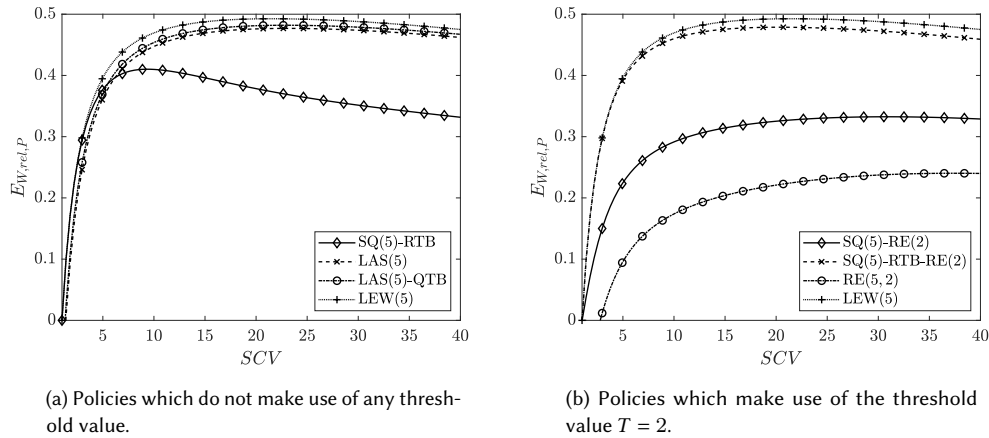 0.5
0.4
0.3
0.2
0.1
0
E_{W,rel,P}
SQ(5)-RTB
LAS(5)
LAS(5)-QTB
LEW(5)
5 10 15 20 25 30 35 40
SCV
(a) Policies which do not make use of any thresh-
old value.
0.5
0.4
0.3
0.2
0.1
0
E_{W,rel,P}
SQ(5)-RE(2)
SQ(5)-RTB-RE(2)
RE(5, 2)
LEW(5)
5 10 15 20 25 30 35 40
SCV
(b) Policies which make use of the threshold
value T = 2.